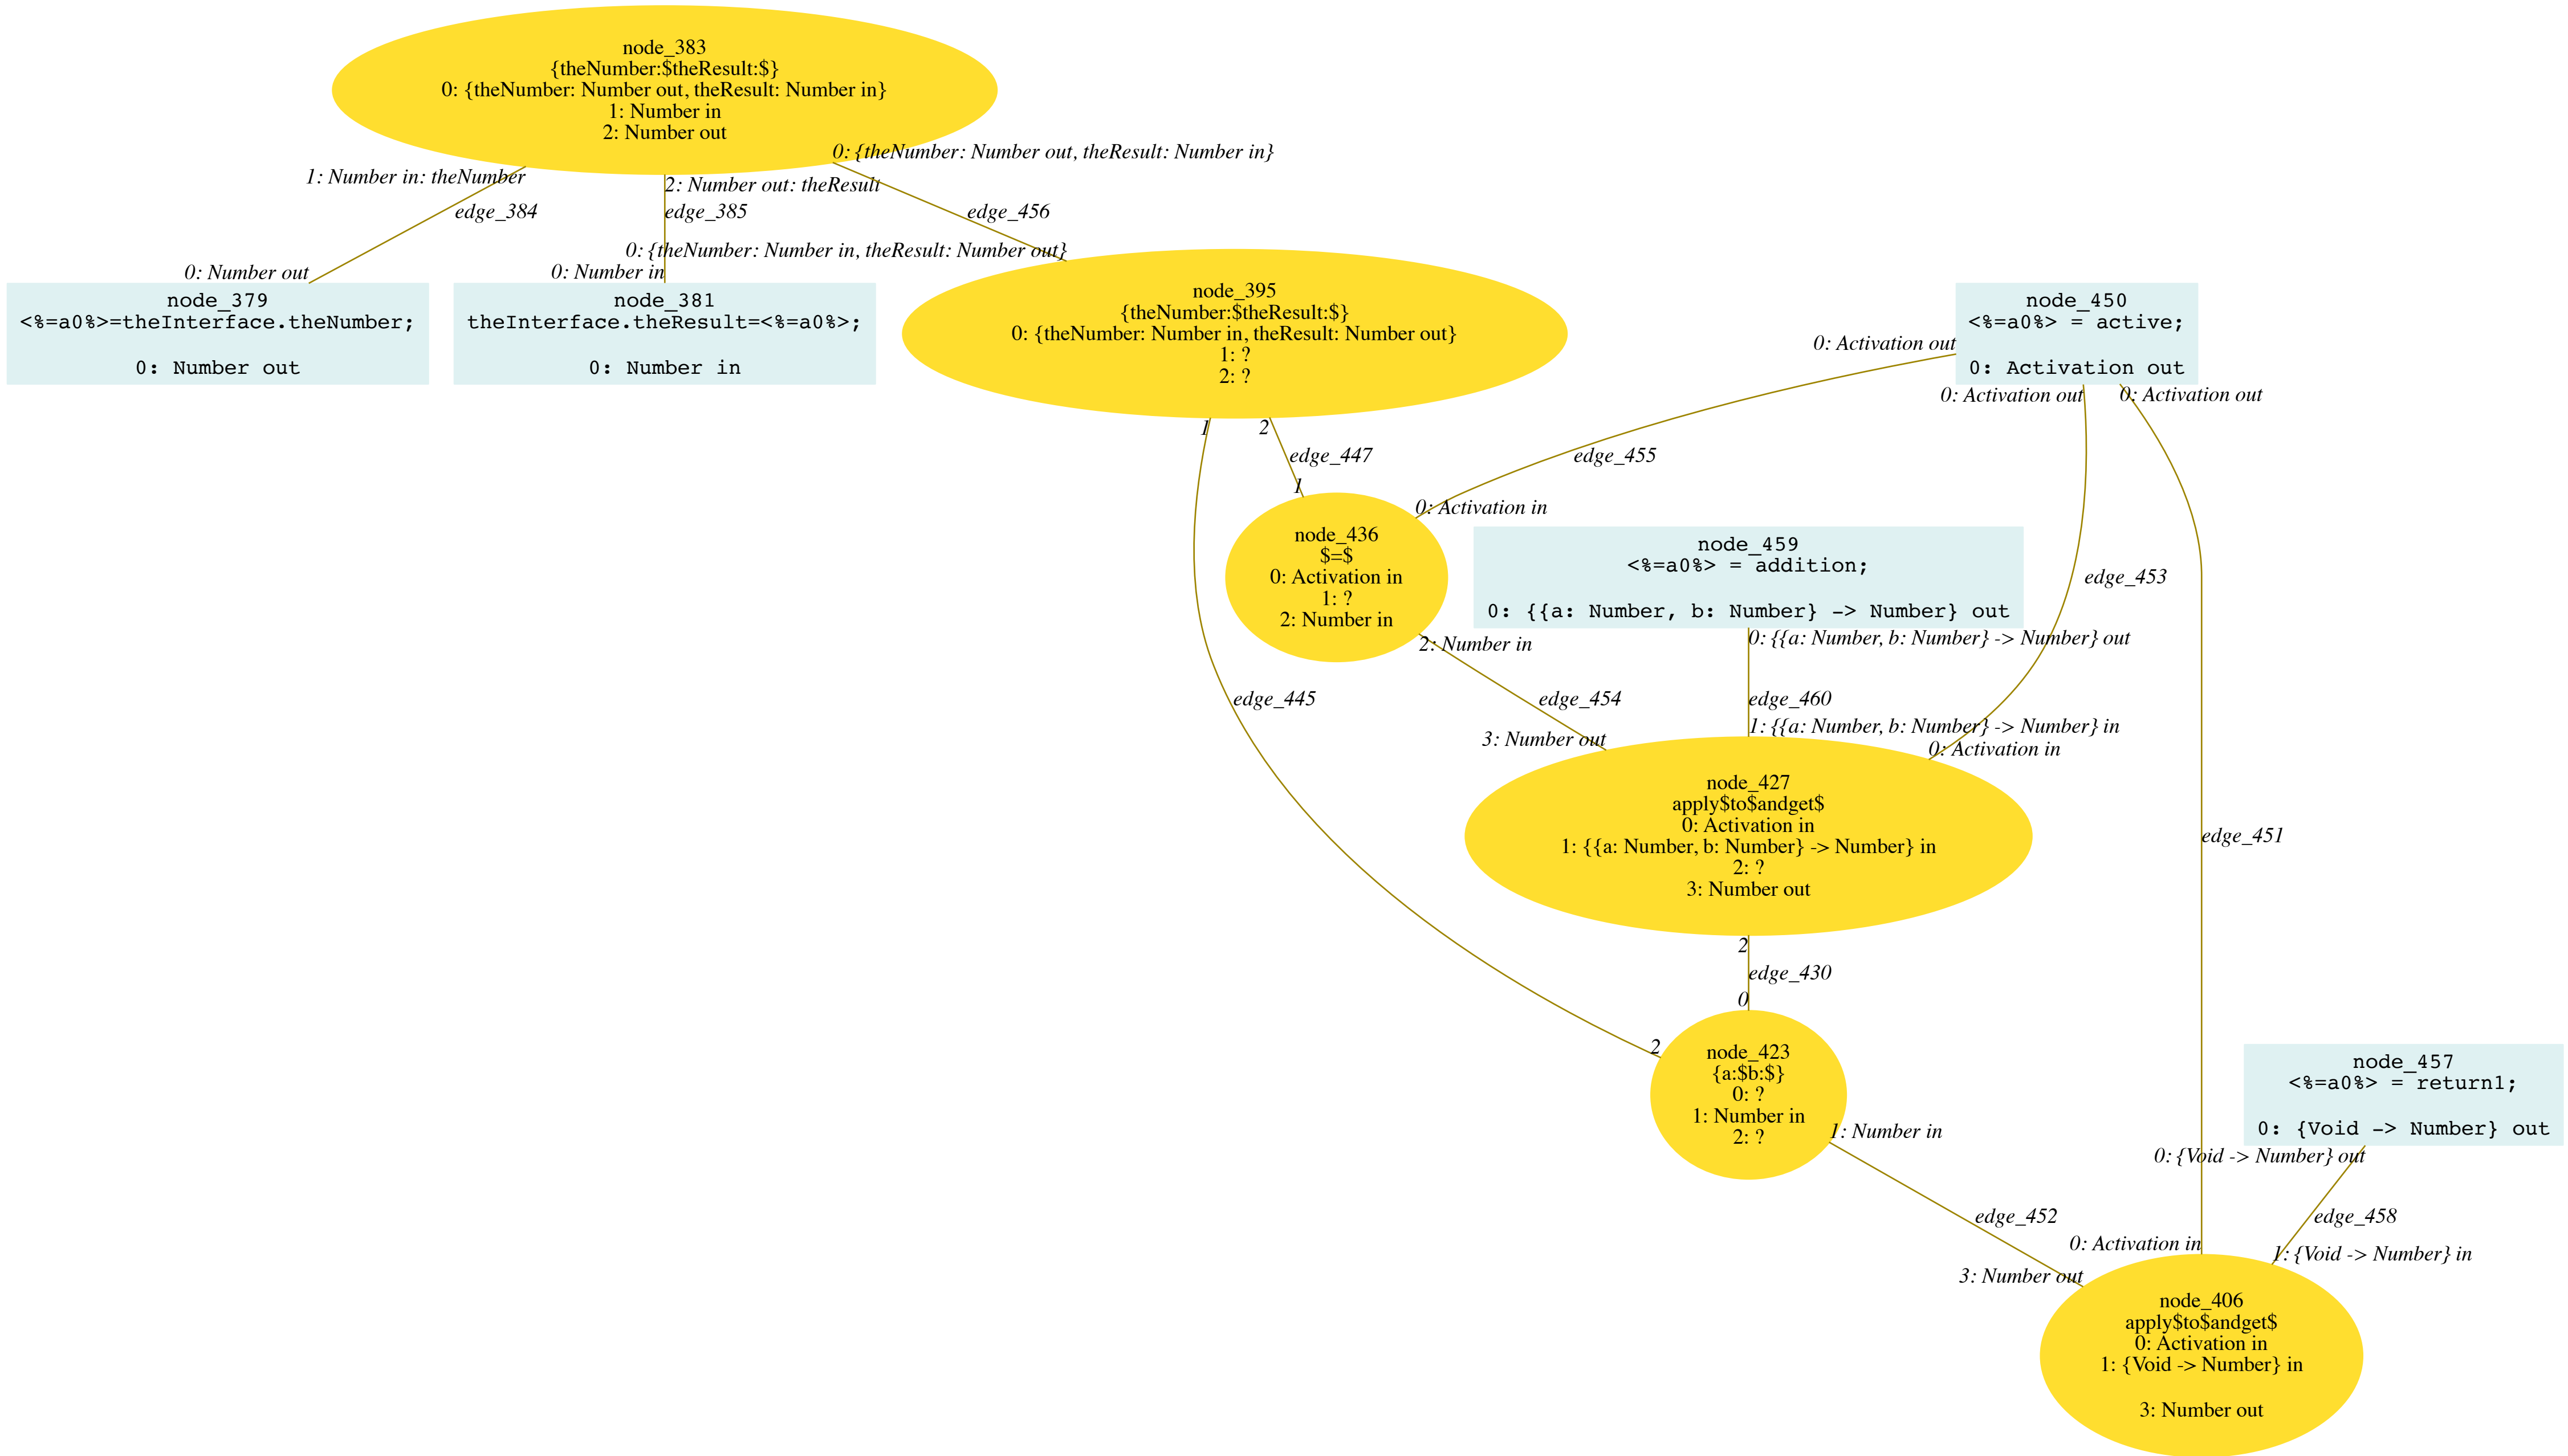 node_383
{theNumber:$theResult:$}
0: {theNumber: Number out, theResult: Number in}
1: Number in
2: Number out
0: {theNumber: Number out, theResult: Number in}
1: Number in: theNumber
2: Number out: theResult
edge_384
edge_385
edge_456
0: {theNumber: Number in, theResult: Number out}
0: Number out
0: Number in
node_379
<%=a0%>=theInterface.theNumber;
0: Number out
node_381
theInterface.theResult=<%=a0%>;
0: Number in
node_395
{theNumber:$theResult:$}
0: {theNumber: Number in, theResult: Number out}
1: ?
2: ?
node_450
<%=a0%> = active;
0: Activation out
0: Activation out
0: Activation out
0: Activation out
1
2
edge_447
edge_455
1
0: Activation in
node_436
$=$
0: Activation in
1: ?
2: Number in
node_459
<%=a0%> = addition;
0: {{a: Number, b: Number} -> Number} out
edge_453
2: Number in
0: {{a: Number, b: Number} -> Number} out
edge_445
edge_454
edge_460
3: Number out
1: {{a: Number, b: Number} -> Number} in
0: Activation in
node_427
apply$to$andget$
0: Activation in
1: {{a: Number, b: Number} -> Number} in
2: ?
3: Number out
edge_451
2
edge_430
0
2
node_423
{a:$b:$}
0: ?
1: Number in
2: ?
node_457
<%=a0%> = return1;
0: {Void -> Number} out
1: Number in
0: {Void -> Number} out
edge_452
edge_458
0: Activation in
1: {Void -> Number} in
3: Number out
node_406
apply$to$andget$
0: Activation in
1: {Void -> Number} in
3: Number out